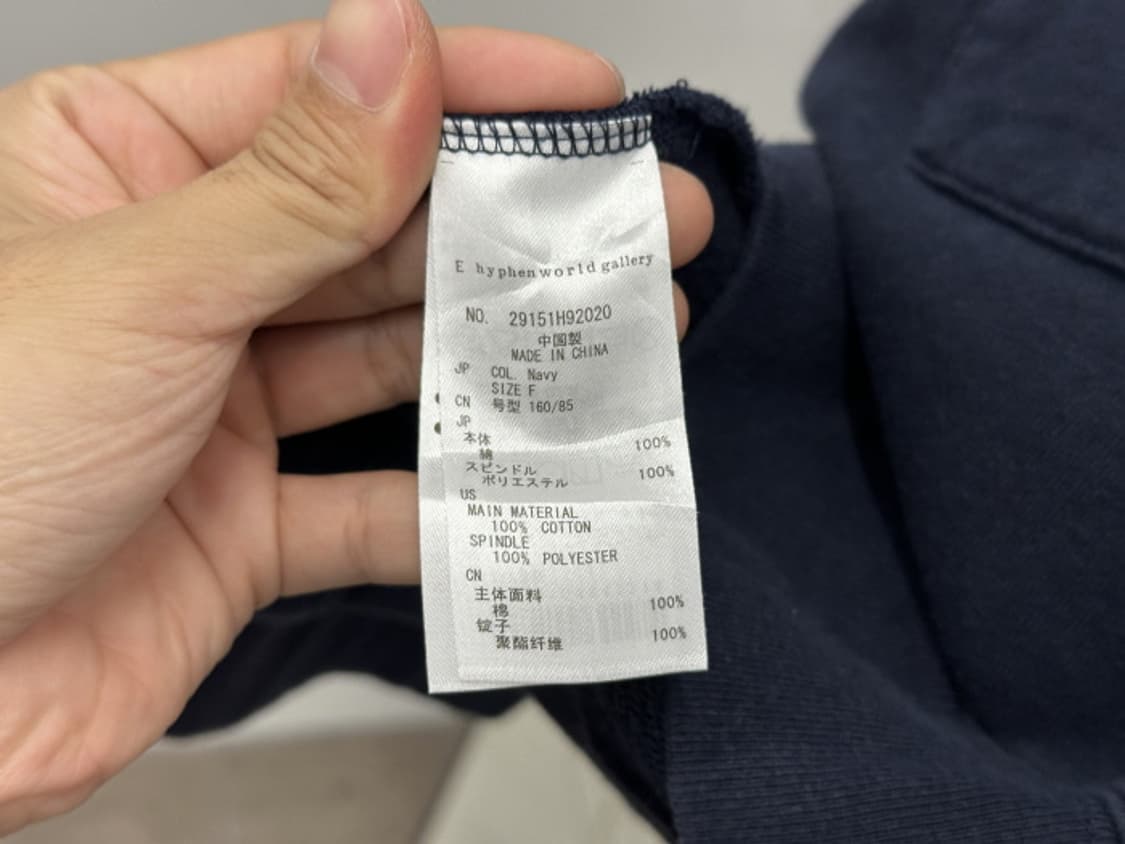 E hyphen world gallery
NO. 29151H92020
中国製
MADE IN CHINA
JP COL. Navy
SIZE F
CN 号型 160/85
JP
本体
綿 100%
スピンドル
ポリエステル 100%
US
MAIN MATERIAL
100% COTTON
SPINDLE
100% POLYESTER
CN
主体面料
棉 100%
锭子
聚酯纤维 100%